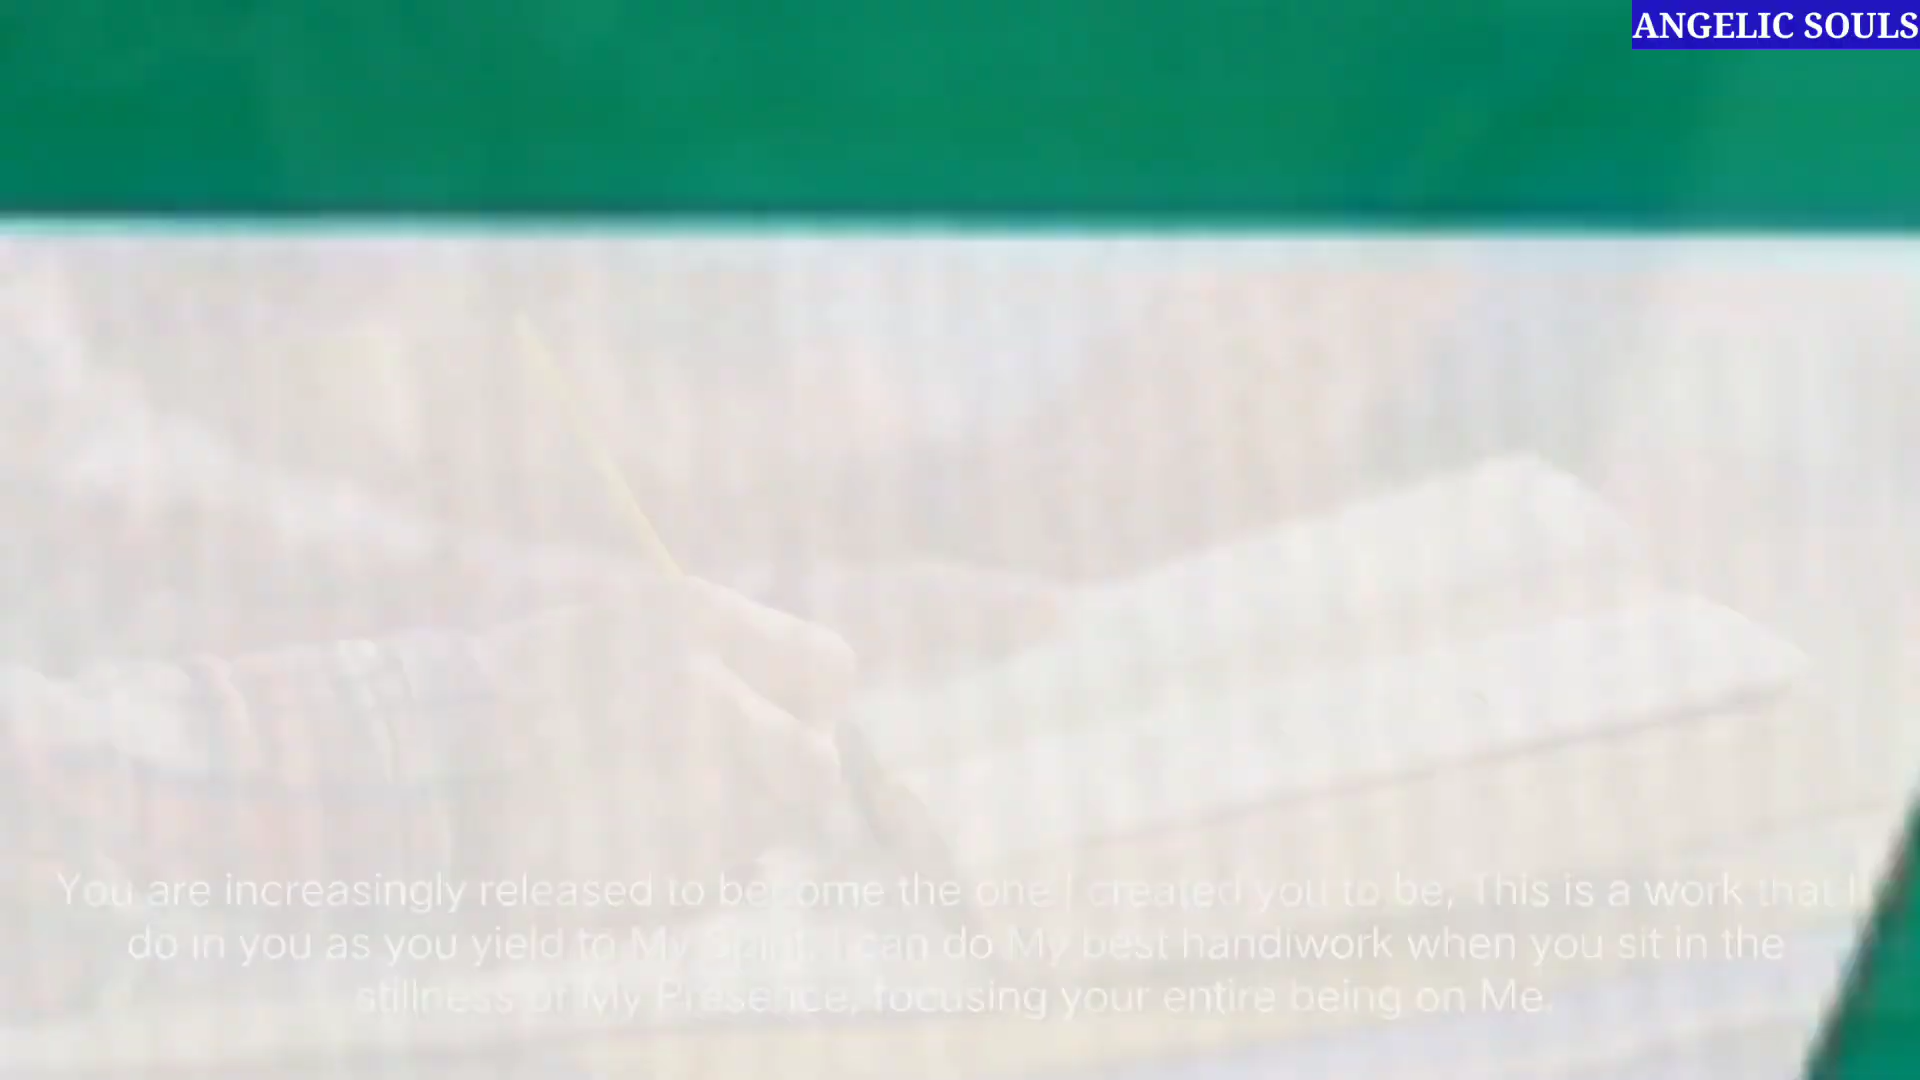 ANGELIC SOULS
You are increasingly released to become the one I created you to be, This is a work that I
do in you as you yield to My Spirit. I can do My best handiwork when you sit in the
stillness of My Presence, focusing your entire being on Me.